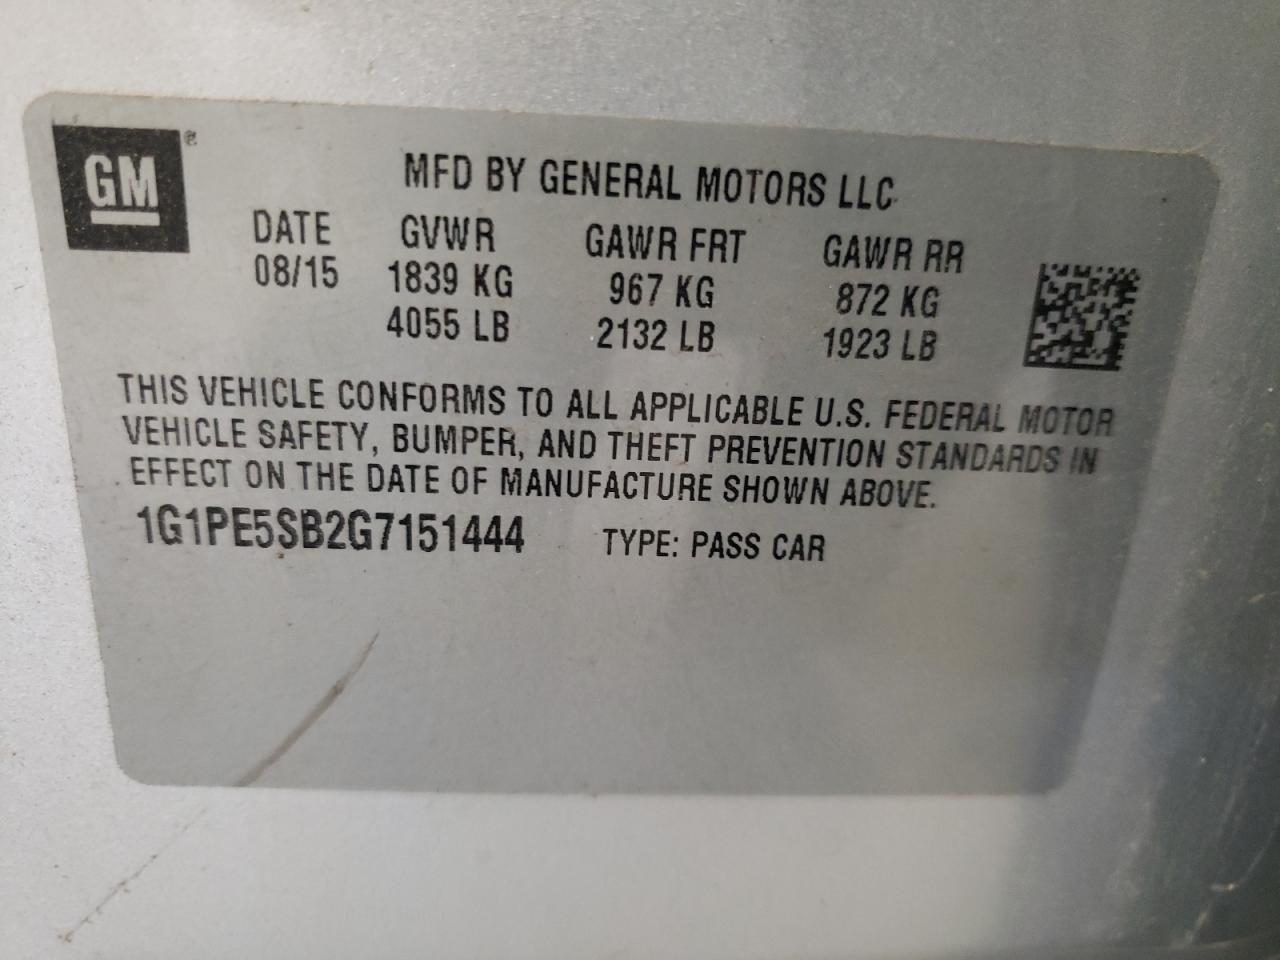 GM ®
MFD BY GENERAL MOTORS LLC
DATE GVWR GAWR FRT GAWR RR
08/15 1839 KG 967 KG 872 KG
4055 LB 2132 LB 1923 LB
THIS VEHICLE CONFORMS TO ALL APPLICABLE U.S. FEDERAL MOTOR
VEHICLE SAFETY, BUMPER, AND THEFT PREVENTION STANDARDS IN
EFFECT ON THE DATE OF MANUFACTURE SHOWN ABOVE.
1G1PE5SB2G7151444 TYPE: PASS CAR